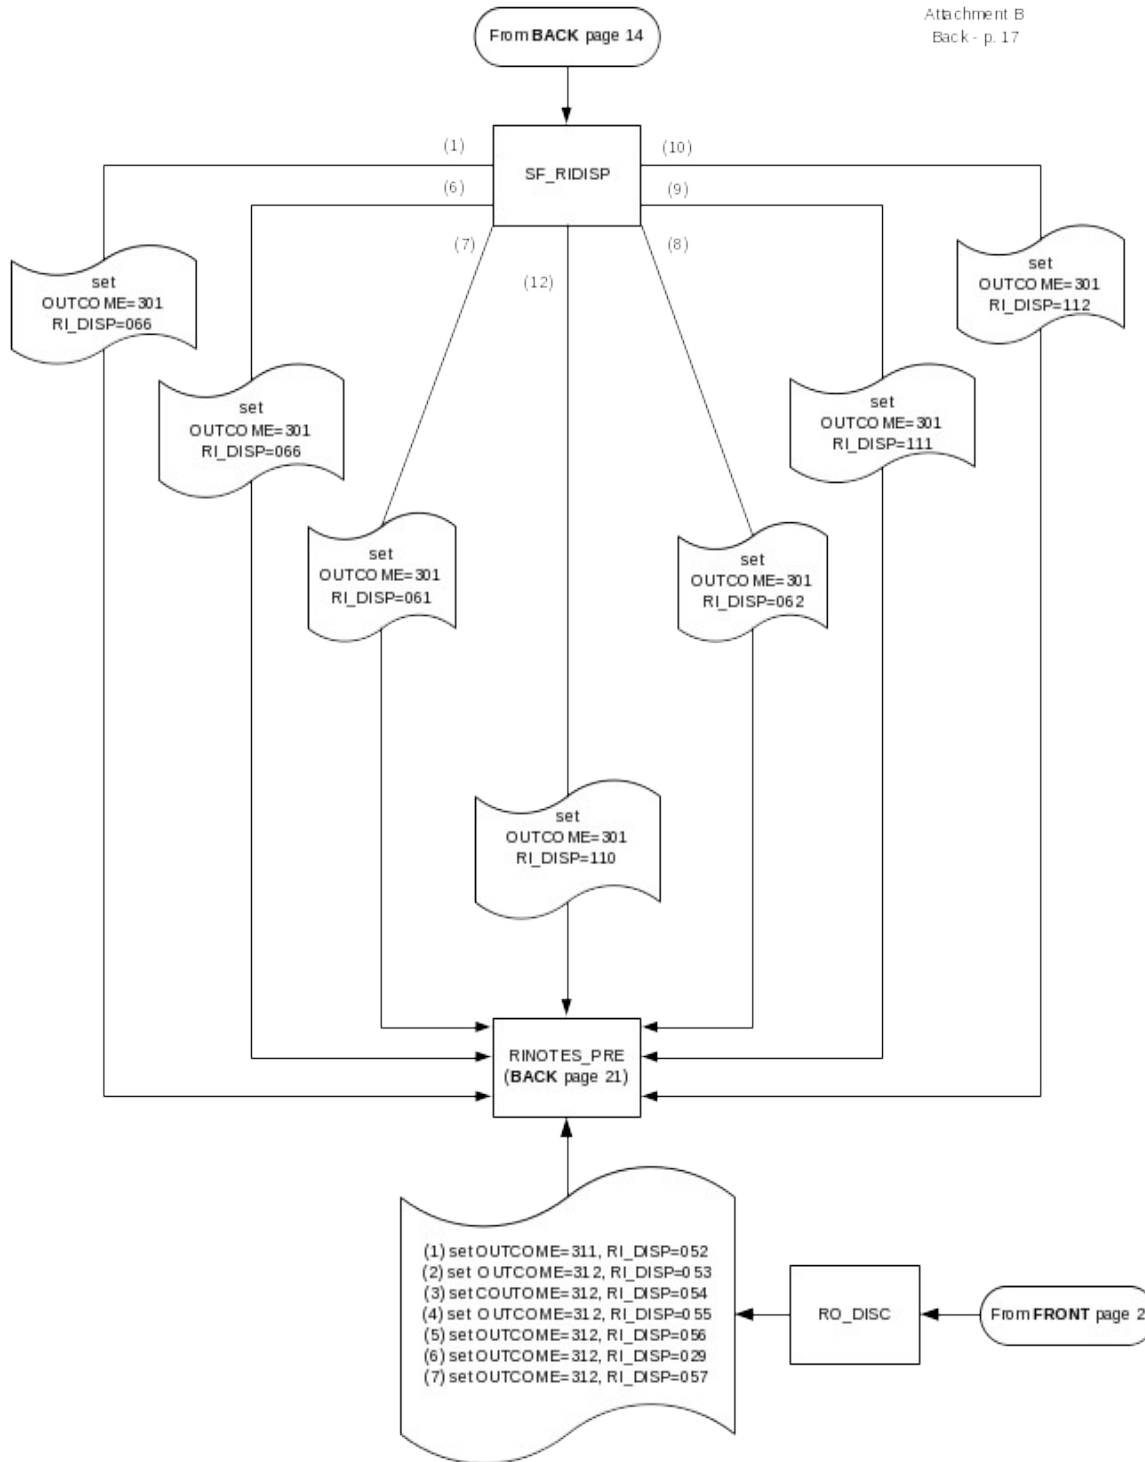 Attachment B
Back - p. 17
From BACK page 14
SF_RIDISP
(1)
(10)
(6)
(9)
(7)
(8)
(12)
set
OUTCOME=301
RI_DISP=066
set
OUTCOME=301
RI_DISP=112
set
OUTCOME=301
RI_DISP=066
set
OUTCOME=301
RI_DISP=111
set
OUTCOME=301
RI_DISP=061
set
OUTCOME=301
RI_DISP=062
set
OUTCOME=301
RI_DISP=110
RINOTES_PRE
(BACK page 21)
(1) set OUTCOME=311, RI_DISP=052
(2) set OUTCOME=312, RI_DISP=053
(3) set COUTOME=312, RI_DISP=054
(4) set OUTCOME=312, RI_DISP=055
(5) set OUTCOME=312, RI_DISP=056
(6) set OUTCOME=312, RI_DISP=029
(7) set OUTCOME=312, RI_DISP=057
RO_DISC
From FRONT page 2